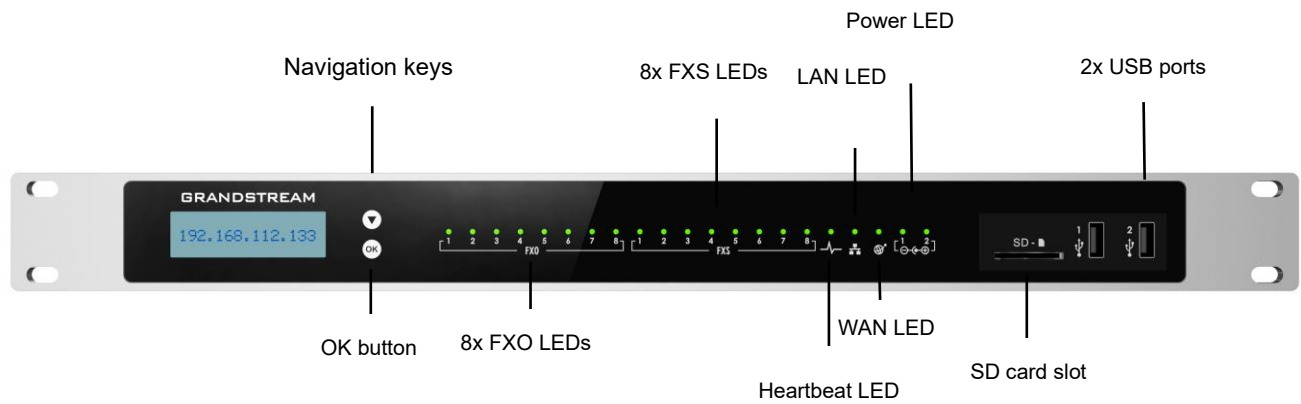 Power LED
Navigation keys
8x FXS LEDs
LAN LED
2x USB ports
GRANDSTREAM
192.168.112.133
OK
1 2 3 4 5 6 7 8
FXO
1 2 3 4 5 6 7 8
FXS
1 2
SD-
1
2
OK button
8x FXO LEDs
WAN LED
Heartbeat LED
SD card slot